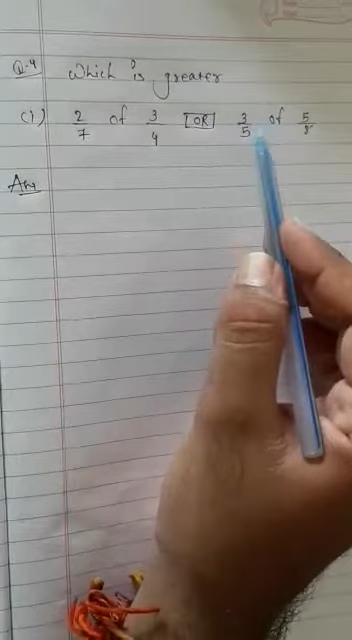 Q-4 Which is greater
(i) 2/7 of 3/4 OR 3/5 of 5/8
Ans